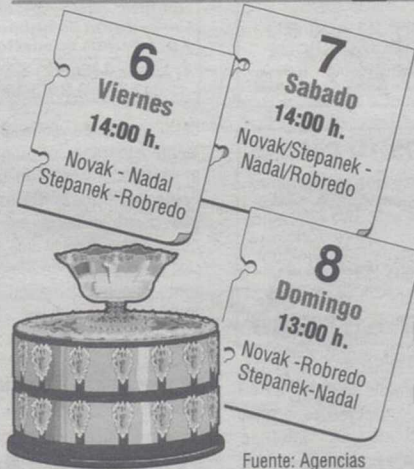 6
Viernes
14:00 h.
Novak - Nadal
Stepanek -Robredo
7
Sabado
14:00 h.
Novak/Stepanek -
Nadal/Robredo
8
Domingo
13:00 h.
Novak -Robredo
Stepanek-Nadal
Fuente: Agencias